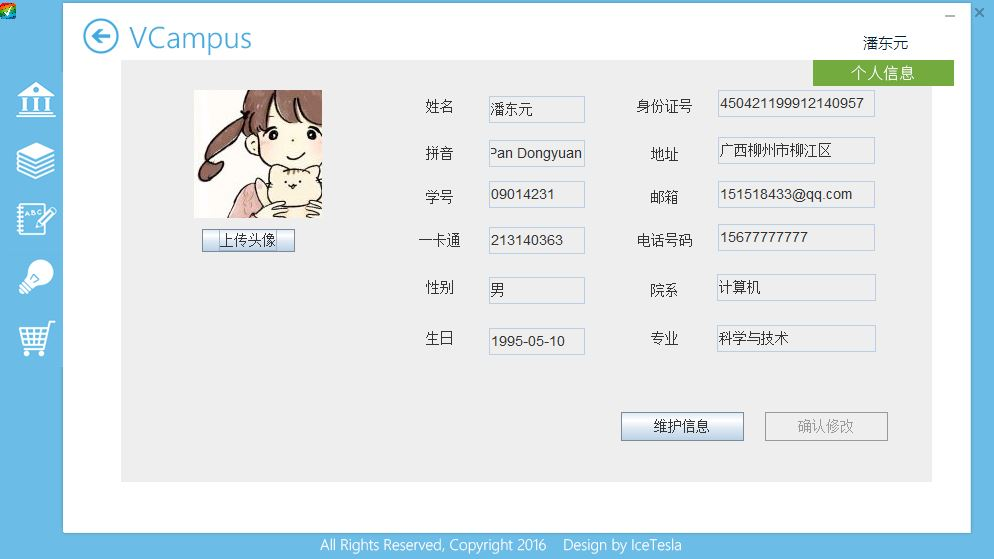 VCampus
潘东元
个人信息
上传头像
姓名 潘东元
拼音 Pan Dongyuan
学号 09014231
一卡通 213140363
性别 男
生日 1995-05-10
身份证号 450421199912140957
地址 广西柳州市柳江区
邮箱 151518433@qq.com
电话号码 15677777777
院系 计算机
专业 科学与技术
维护信息
确认修改
All Rights Reserved, Copyright 2016 Design by IceTesla